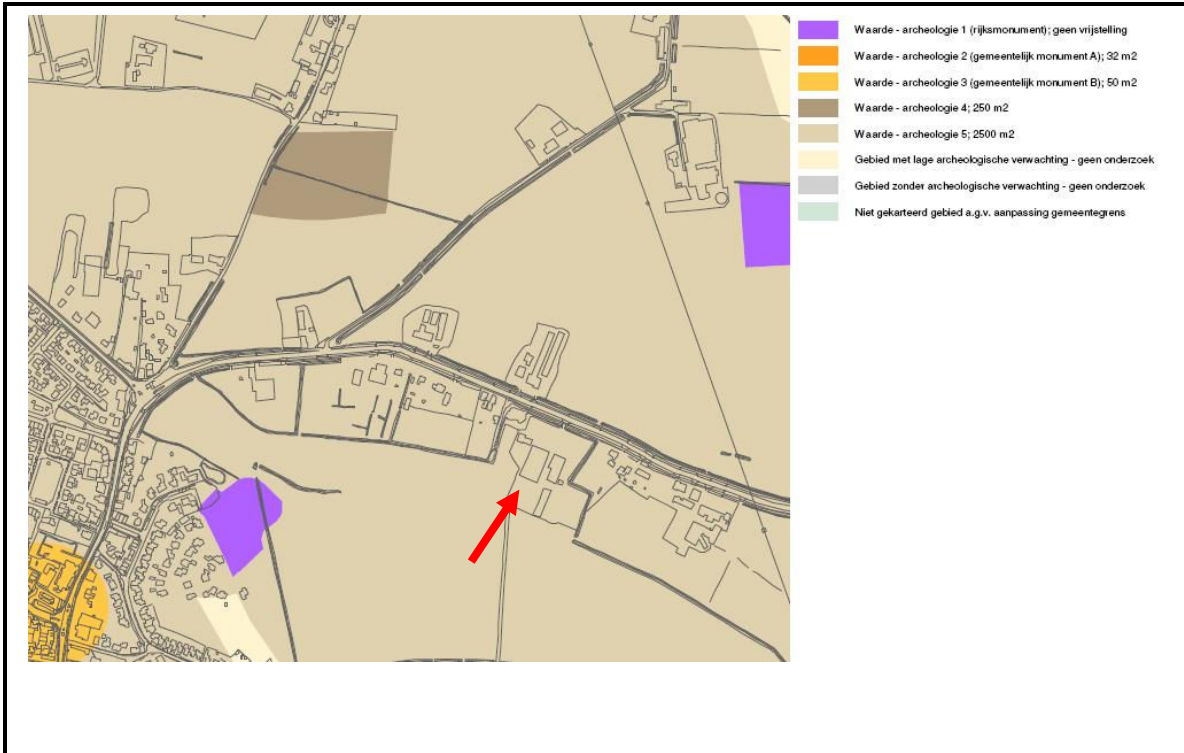 Waarde - archeologie 1 (rijksmonument); geen vrijstelling
Waarde - archeologie 2 (gemeentelijk monument A); 32 m2
Waarde - archeologie 3 (gemeentelijk monument B); 50 m2
Waarde - archeologie 4; 250 m2
Waarde - archeologie 5; 2500 m2
Gebied met lage archeologische verwachting - geen onderzoek
Gebied zonder archeologische verwachting - geen onderzoek
Niet gekarteerd gebied a.g.v. aanpassing gemeentegrens